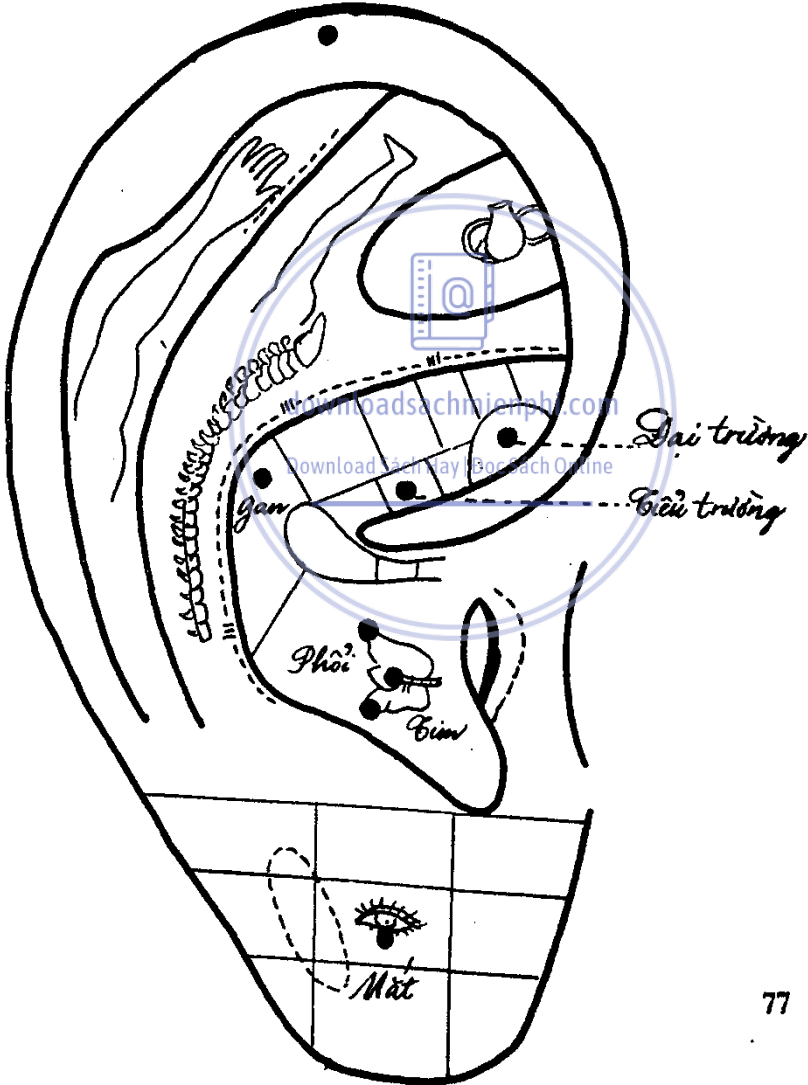 downloadsachmienphi.com
Đại trường
Download Sách Hay | Đọc Sách Online
Gan
Tiểu trường
Phổi
Tim
Mắt
77